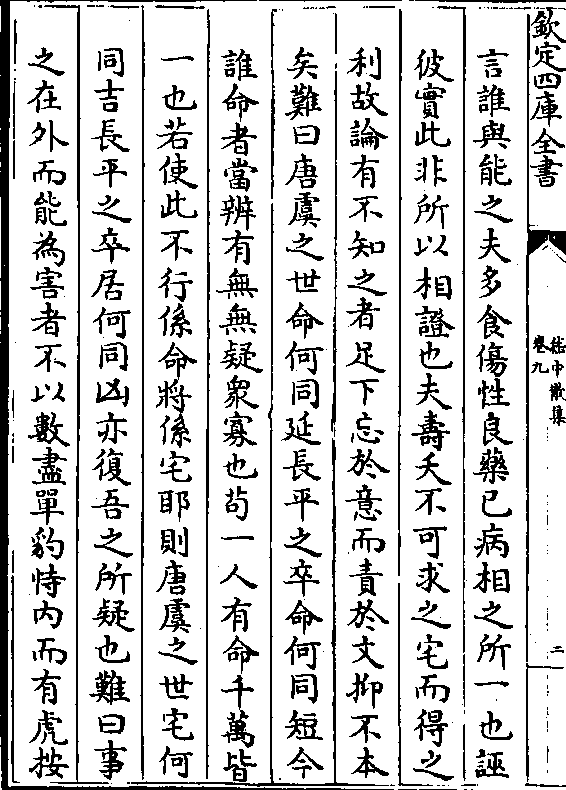 欽定四庫全書
嵇中散集
卷九
二
言誰與能之夫多食傷性良藥已病相之所一也誣
彼實此非所以相證也夫壽夭不可求之宅而得之
利故論有不知之者足下忘於意而責於文抑不本
矣難曰唐虞之世命何同延長平之卒命何同短今
誰命者當辨有無無疑衆寡也茍一人有命千萬皆
一也若使此不行係命將係宅耶則唐虞之世宅何
同吉長平之卒居何同凶亦復吾之所疑也難曰事
之在外而能為害者不以數盡單豹恃内而有虎按